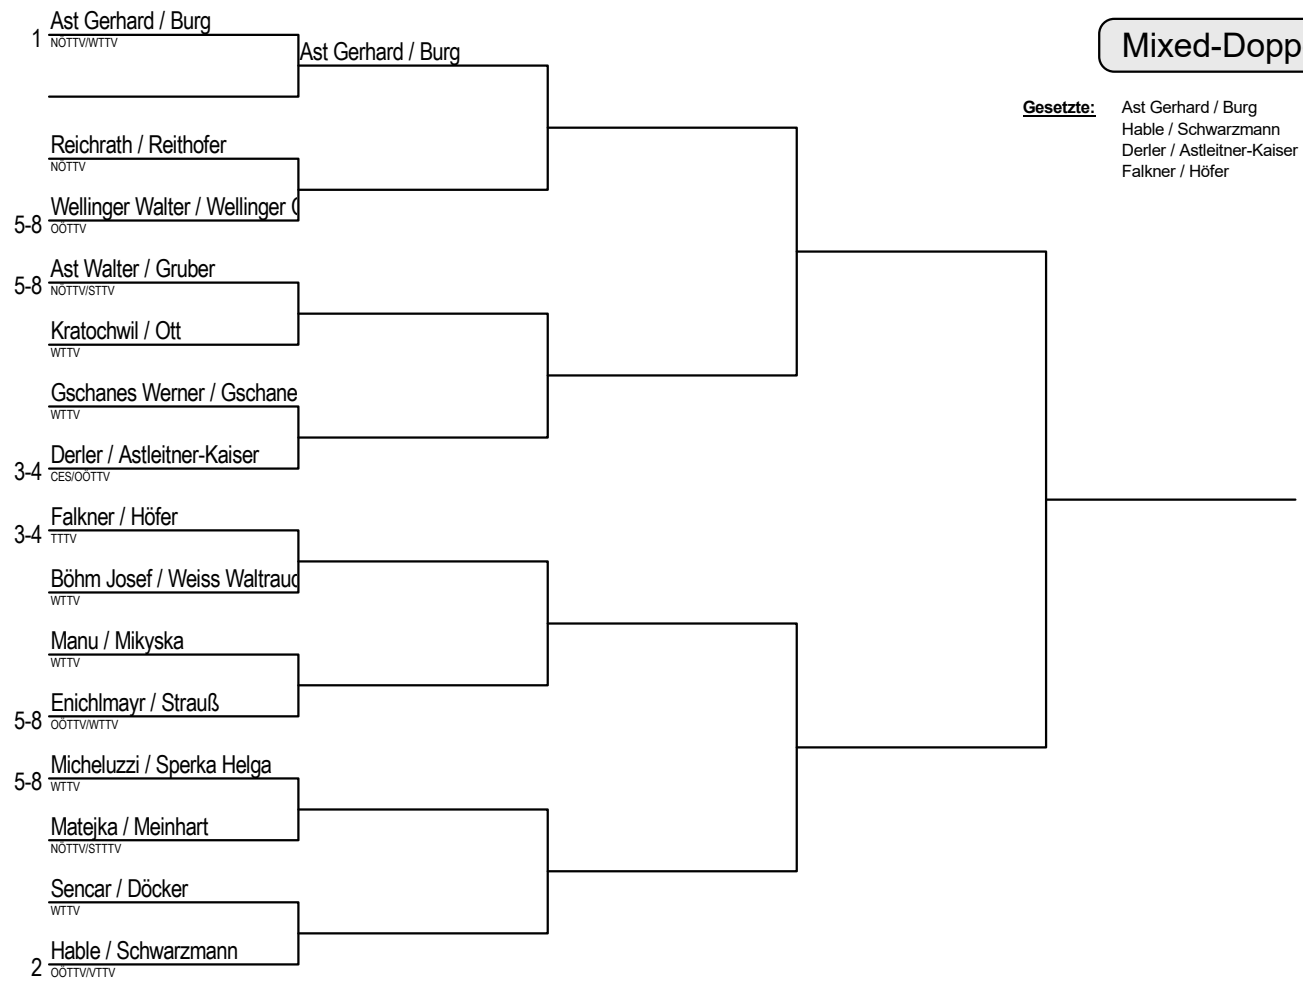 Ast Gerhard / Burg
1
NÖTTV/WTTV
Ast Gerhard / Burg
Mixed-Dopp
Gesetzte:
Ast Gerhard / Burg
Hable / Schwarzmann
Derler / Astleitner-Kaiser
Falkner / Höfer
Reichrath / Reithofer
NÖTTV
Wellinger Walter / Wellinger
5-8
OÖTTV
Ast Walter / Gruber
5-8
NÖTTV/STTV
Kratochwil / Ott
WTTV
Gschanes Werner / Gschane
WTTV
Derler / Astleitner-Kaiser
3-4
CES/OÖTTV
Falkner / Höfer
3-4
TTTV
Böhm Josef / Weiss Waltraud
WTTV
Manu / Mikyska
WTTV
Enichlmayr / Strauß
5-8
OÖTTV/WTTV
Micheluzzi / Sperka Helga
5-8
WTTV
Matejka / Meinhart
NÖTTV/STTTV
Sencar / Döcker
WTTV
Hable / Schwarzmann
2
OÖTTV/VTTV